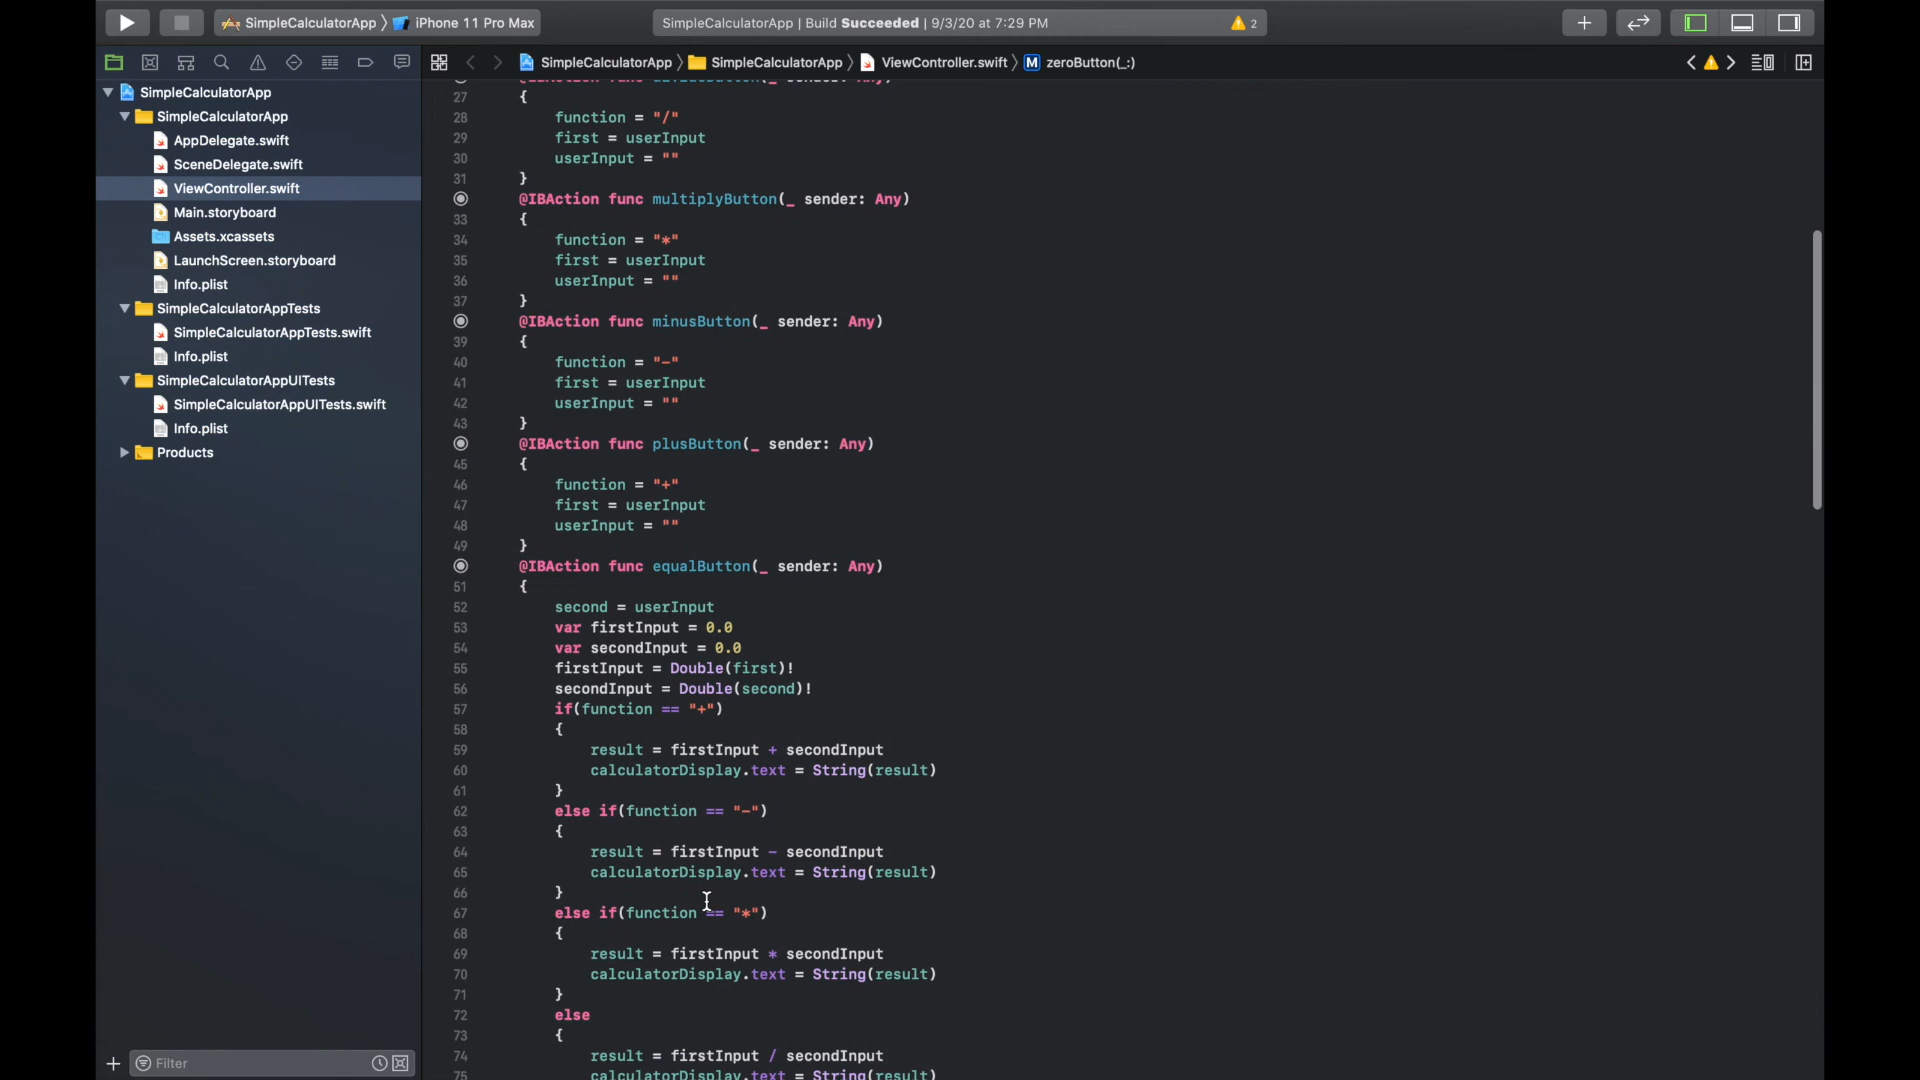 SimpleCalculatorApp 〉 iPhone 11 Pro Max
SimpleCalculatorApp | Build Succeeded | 9/3/20 at 7:29 PM
2
SimpleCalculatorApp 〉 SimpleCalculatorApp 〉 ViewController.swift 〉 M zeroButton(_:)
SimpleCalculatorApp
SimpleCalculatorApp
AppDelegate.swift
SceneDelegate.swift
ViewController.swift
Main.storyboard
Assets.xcassets
LaunchScreen.storyboard
Info.plist
SimpleCalculatorAppTests
SimpleCalculatorAppTests.swift
Info.plist
SimpleCalculatorAppUITests
SimpleCalculatorAppUITests.swift
Info.plist
Products
Filter
27 {
28 function = "/"
29 first = userInput
30 userInput = ""
31 }
@IBAction func multiplyButton(_ sender: Any)
33 {
34 function = "*"
35 first = userInput
36 userInput = ""
37 }
@IBAction func minusButton(_ sender: Any)
39 {
40 function = "-"
41 first = userInput
42 userInput = ""
43 }
@IBAction func plusButton(_ sender: Any)
45 {
46 function = "+"
47 first = userInput
48 userInput = ""
49 }
@IBAction func equalButton(_ sender: Any)
51 {
52 second = userInput
53 var firstInput = 0.0
54 var secondInput = 0.0
55 firstInput = Double(first)!
56 secondInput = Double(second)!
57 if(function == "+")
58 {
59 result = firstInput + secondInput
60 calculatorDisplay.text = String(result)
61 }
62 else if(function == "-")
63 {
64 result = firstInput - secondInput
65 calculatorDisplay.text = String(result)
66 }
67 else if(function == "*")
68 {
69 result = firstInput * secondInput
70 calculatorDisplay.text = String(result)
71 }
72 else
73 {
74 result = firstInput / secondInput
75 calculatorDisplay.text = String(result)